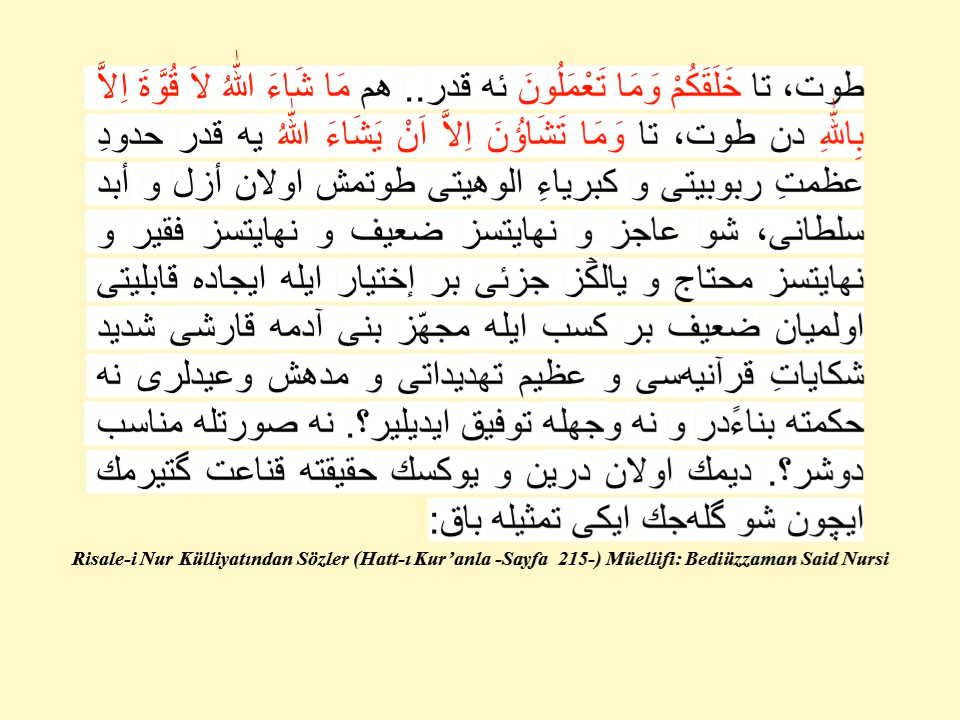 طوت، تا خَلَقَكُمْ وَمَا تَعْمَلُونَ ئه قدر.. هم مَا شَاءَ اللّٰهُ لاَ قُوَّةَ اِلاَّ
بِاللّٰهِ دن طوت، تا وَمَا تَشَاؤُنَ اِلاَّ اَنْ يَشَاءَ اللّٰهُ يه قدر حدودِ
عظمتِ ربوبيتى و كبرياءِ الوهيتى طوتمش اولان أزل و أبد
سلطانى، شو عاجز و نهايتسز ضعيف و نهايتسز فقير و
نهايتسز محتاج و يالڭز جزئى بر إختيار ايله ايجاده قابليتى
اولميان ضعيف بر كسب ايله مجهّز بنى آدمه قارشى شديد
شكاياتِ قرآنيه‌سى و عظيم تهديداتى و مدهش وعيدلرى نه
حكمته بناءًدر و نه وجهله توفيق ايديلير؟. نه صورتله مناسب
دوشر؟. ديمك اولان درين و يوكسك حقيقته قناعت گتيرمك
ايچون شو گله‌جك ايكى تمثيله باق:
Risale-i Nur Külliyatından Sözler (Hatt-ı Kur’anla -Sayfa 215-) Müellifi: Bediüzzaman Said Nursi